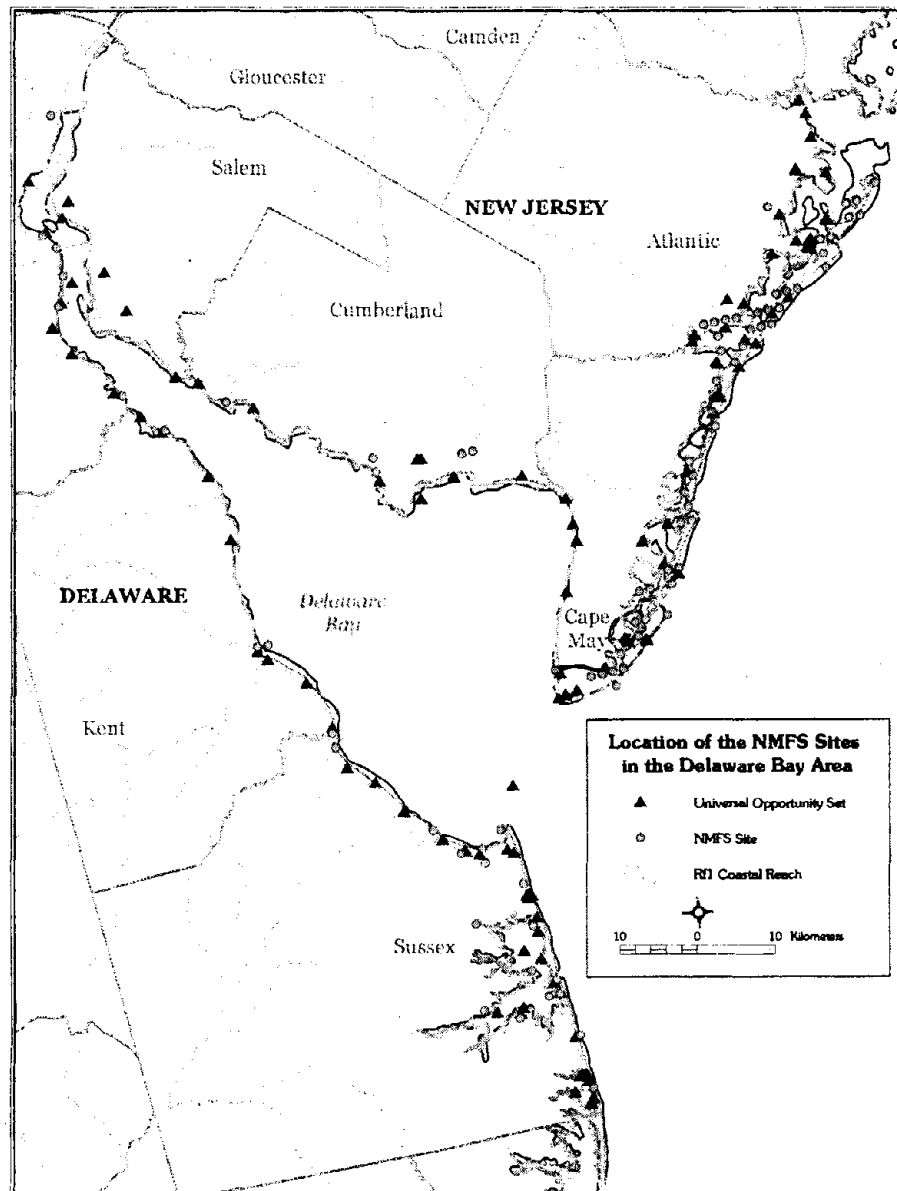 Camden
Gloucester
Salem
NEW JERSEY
Atlantic
Cumberland
DELAWARE
Delaware
Bay
Cape
May
Kent
Location of the NMFS Sites
in the Delaware Bay Area
Universal Opportunity Set
NMFS Site
Rf1 Coastal Reach
10 0 10 Kilometers
Sussex